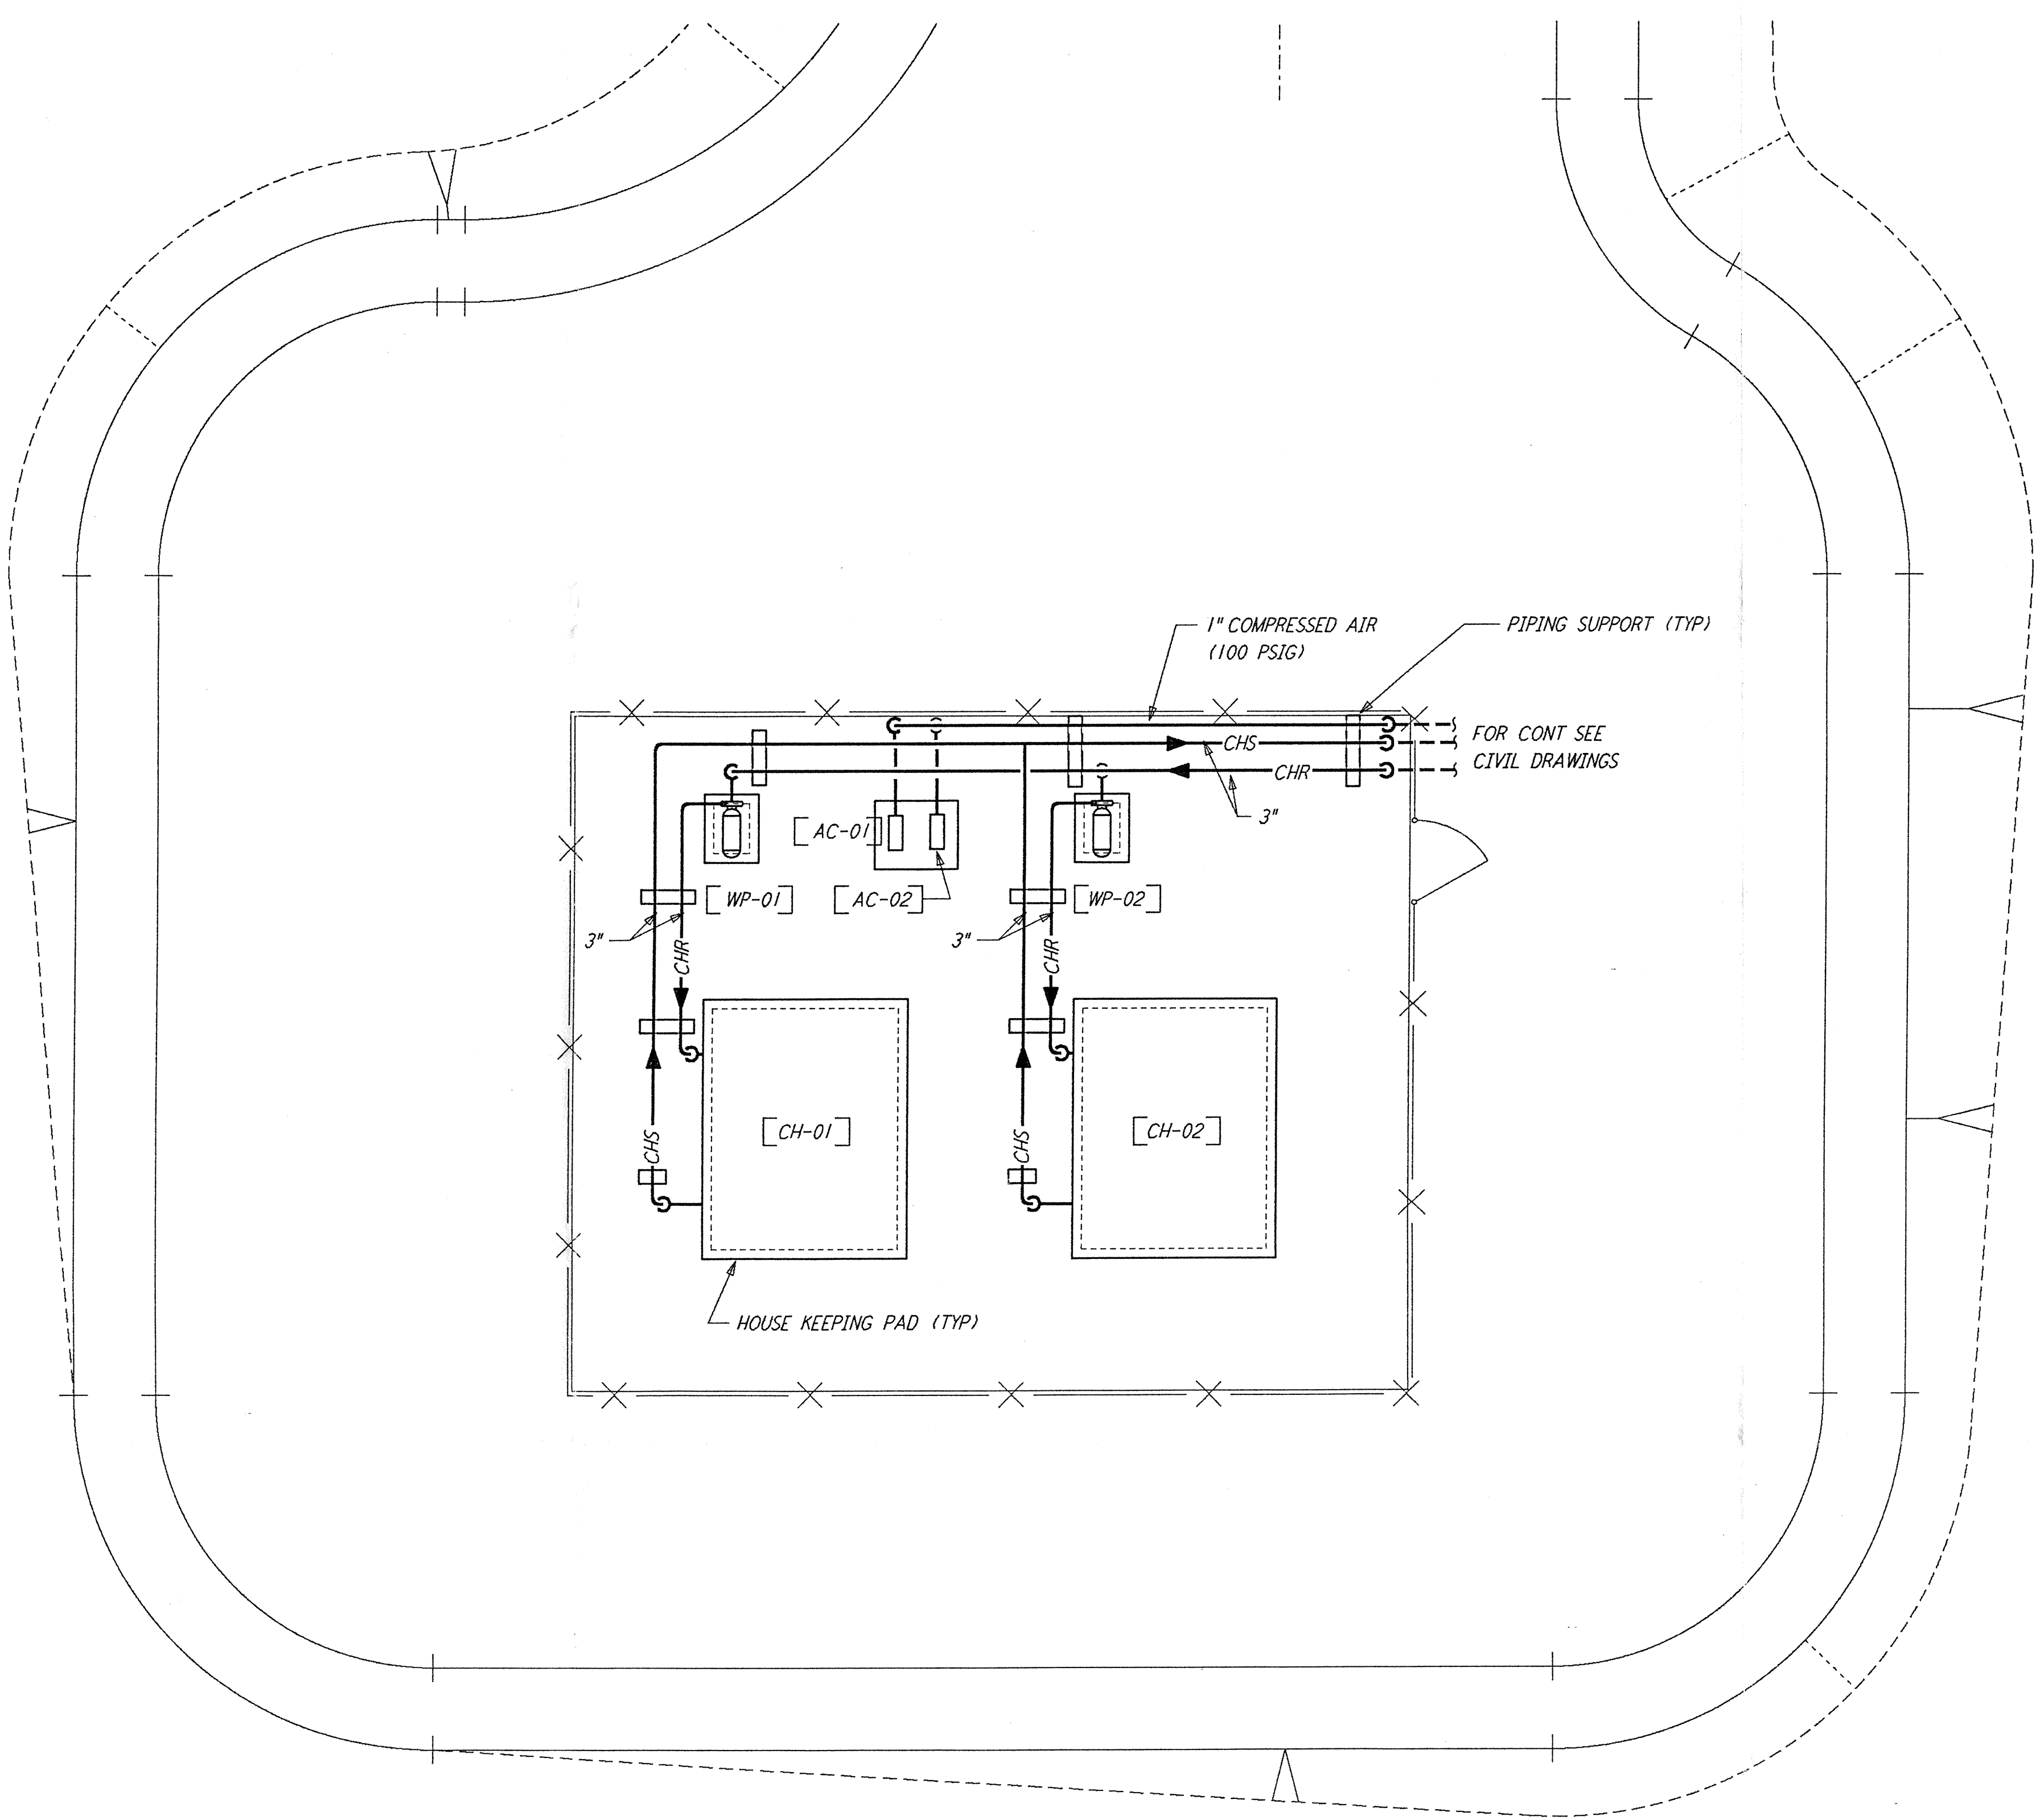 1" COMPRESSED AIR
(100 PSIG)
PIPING SUPPORT (TYP)
FOR CONT SEE
CIVIL DRAWINGS
CHS
CHR
3"
AC-01
WP-01
AC-02
WP-02
3"
3"
CHR
CHR
CH-01
CH-02
CHS
CHS
HOUSE KEEPING PAD (TYP)